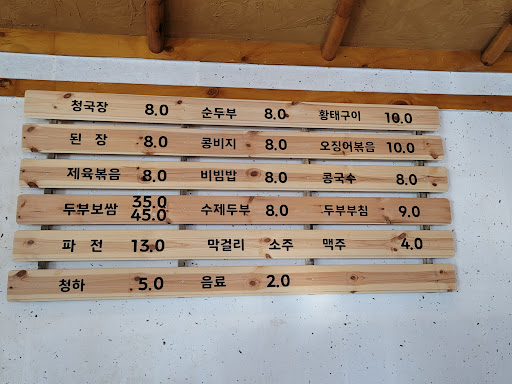 청국장 8.0 순두부 8.0 황태구이 10.0
된 장 8.0 콩비지 8.0 오징어볶음 10.0
제육볶음 8.0 비빔밥 8.0 콩국수 8.0
두부보쌈 35.0 45.0 수제두부 8.0 두부부침 9.0
파 전 13.0 막걸리 소주 맥주 4.0
청하 5.0 음료 2.0